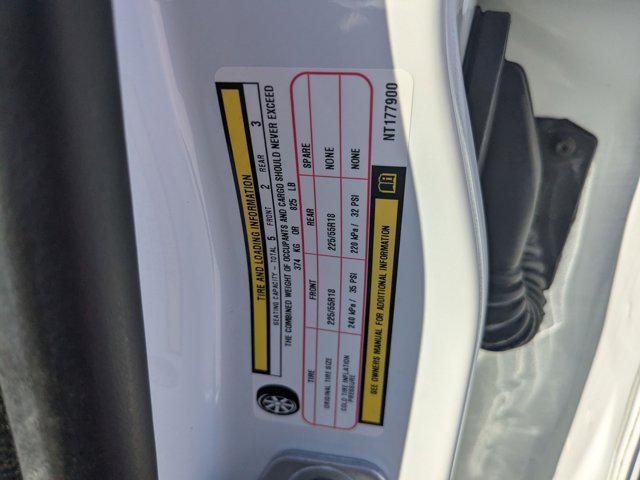 TIRE AND LOADING INFORMATION
SEATING CAPACITY - TOTAL 5 FRONT 2 REAR 3
THE COMBINED WEIGHT OF OCCUPANTS AND CARGO SHOULD NEVER EXCEED
374 KG OR 825 LB
TIRE FRONT REAR SPARE
ORIGINAL TIRE SIZE 225/55R18 225/55R18 NONE
COLD TIRE INFLATION PRESSURE 240 kPa / 35 PSI 220 kPa / 32 PSI NONE
SEE OWNERS MANUAL FOR ADDITIONAL INFORMATION
NT177900